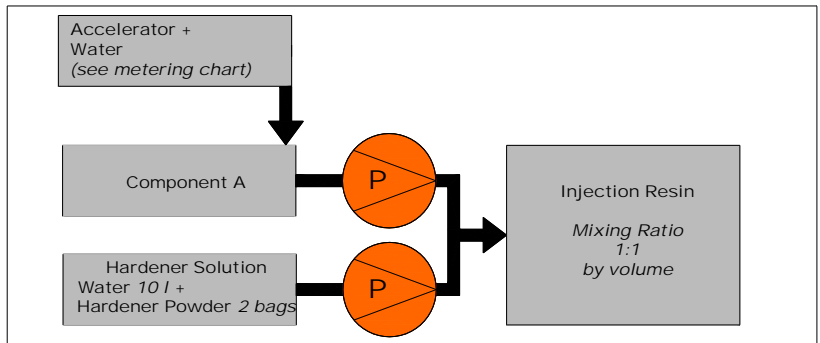 Accelerator +
Water
(see metering chart)
Component A
P
Injection Resin
Mixing Ratio
1:1
by volume
Hardener Solution
Water 10 l +
Hardener Powder 2 bags
P